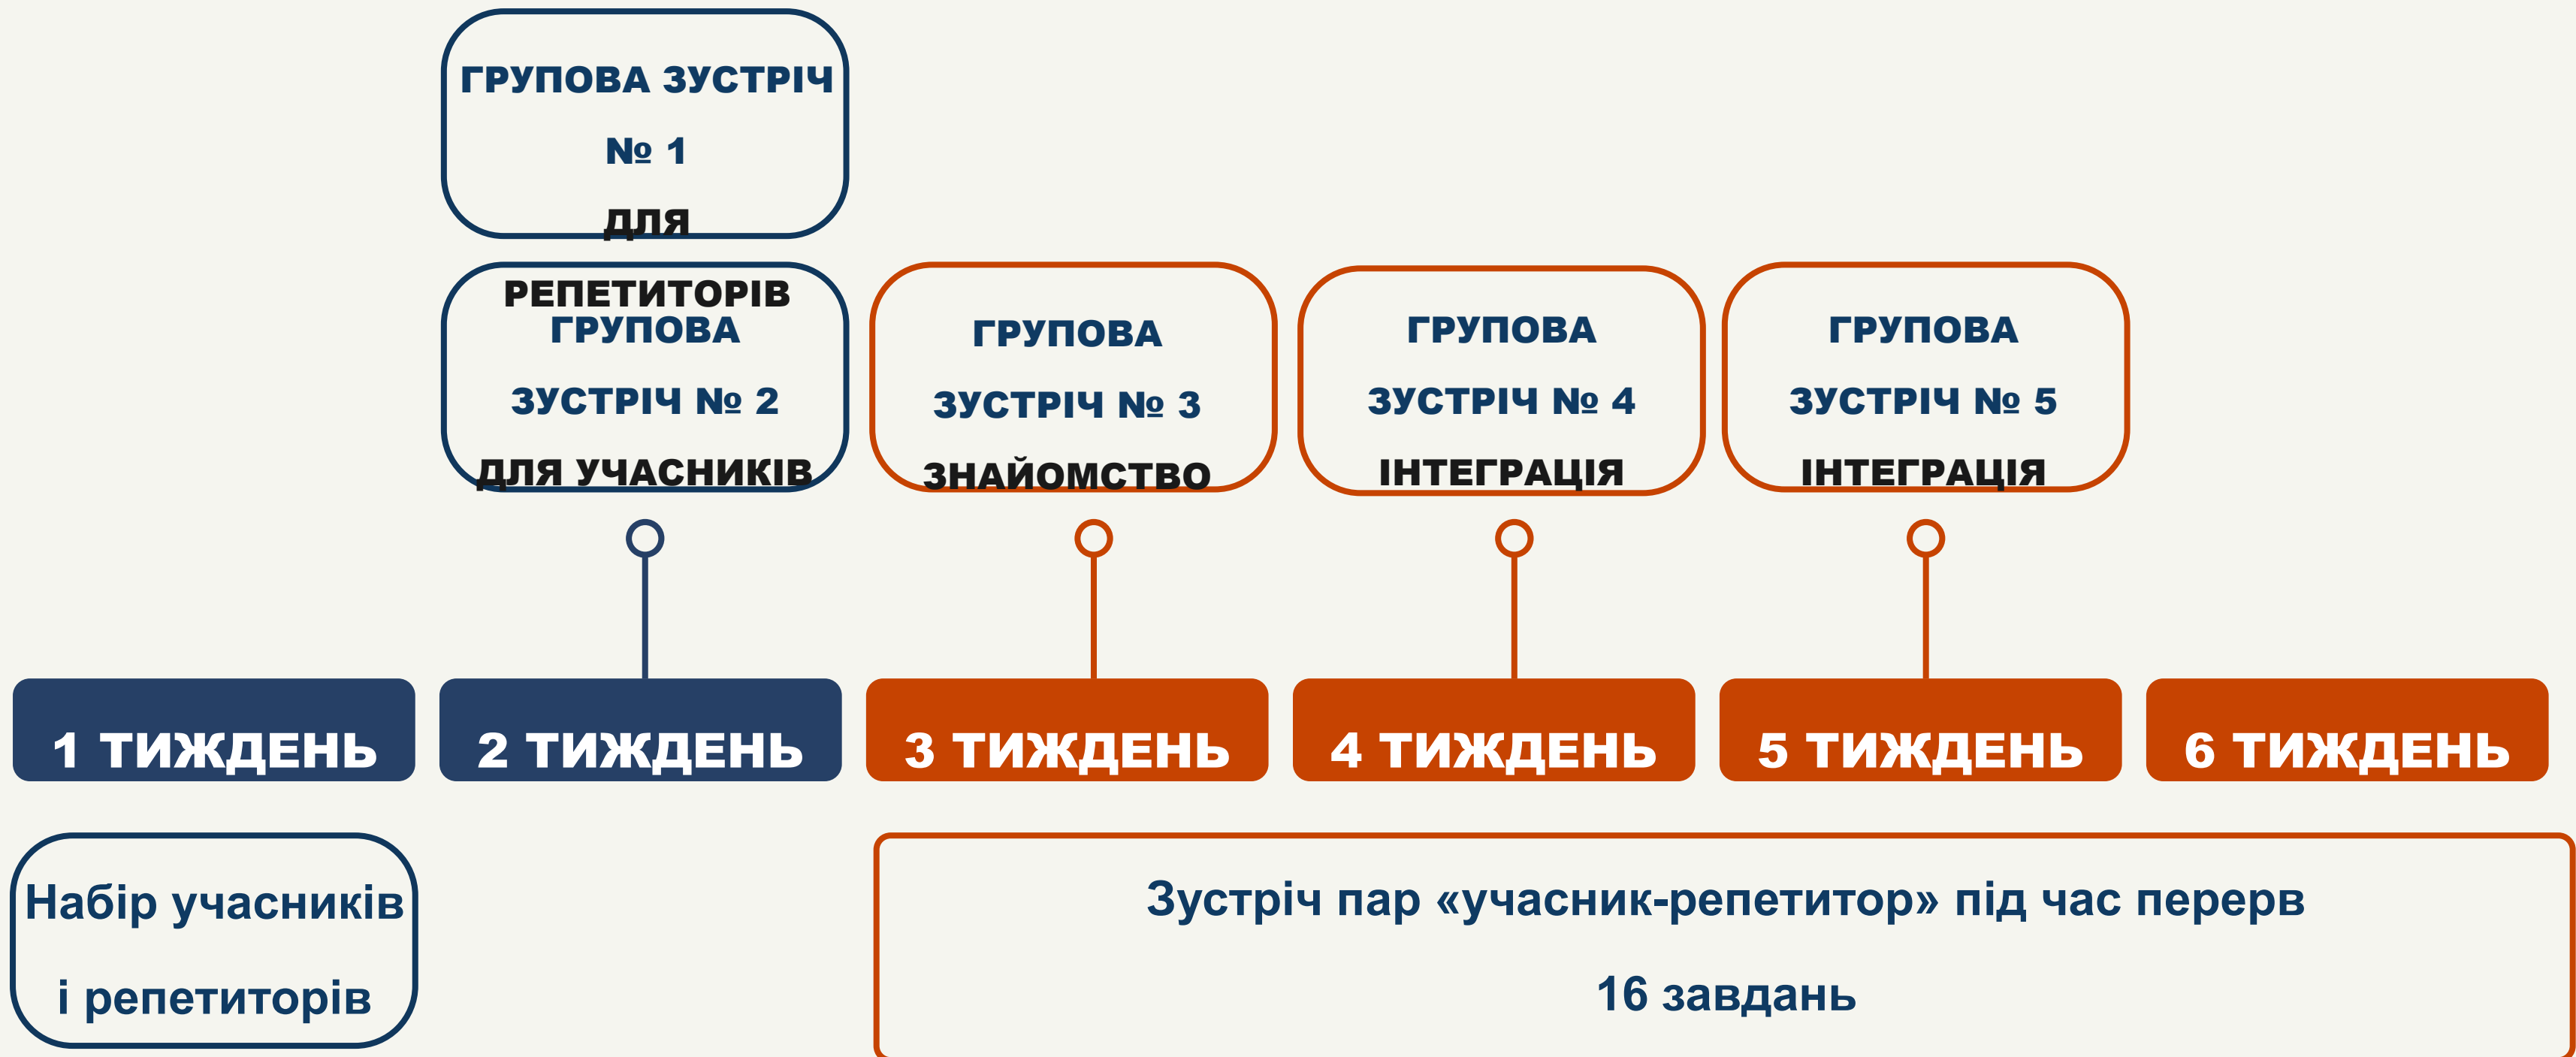 ГРУПОВА ЗУСТРІЧ
№ 1
ДЛЯ
РЕПЕТИТОРІВ
ГРУПОВА
ЗУСТРІЧ № 2
ДЛЯ УЧАСНИКІВ
ГРУПОВА
ЗУСТРІЧ № 3
ЗНАЙОМСТВО
ГРУПОВА
ЗУСТРІЧ № 4
ІНТЕГРАЦІЯ
ГРУПОВА
ЗУСТРІЧ № 5
ІНТЕГРАЦІЯ
1 ТИЖДЕНЬ
2 ТИЖДЕНЬ
3 ТИЖДЕНЬ
4 ТИЖДЕНЬ
5 ТИЖДЕНЬ
6 ТИЖДЕНЬ
Набір учасників
і репетиторів
Зустріч пар «учасник-репетитор» під час перерв
16 завдань